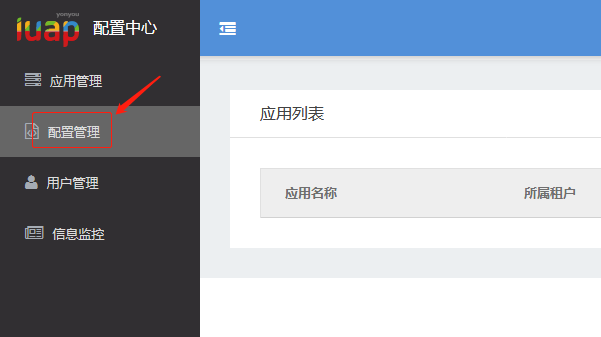 yonyou
iuap 配置中心
应用管理
配置管理
用户管理
信息监控
应用列表
应用名称 所属租户